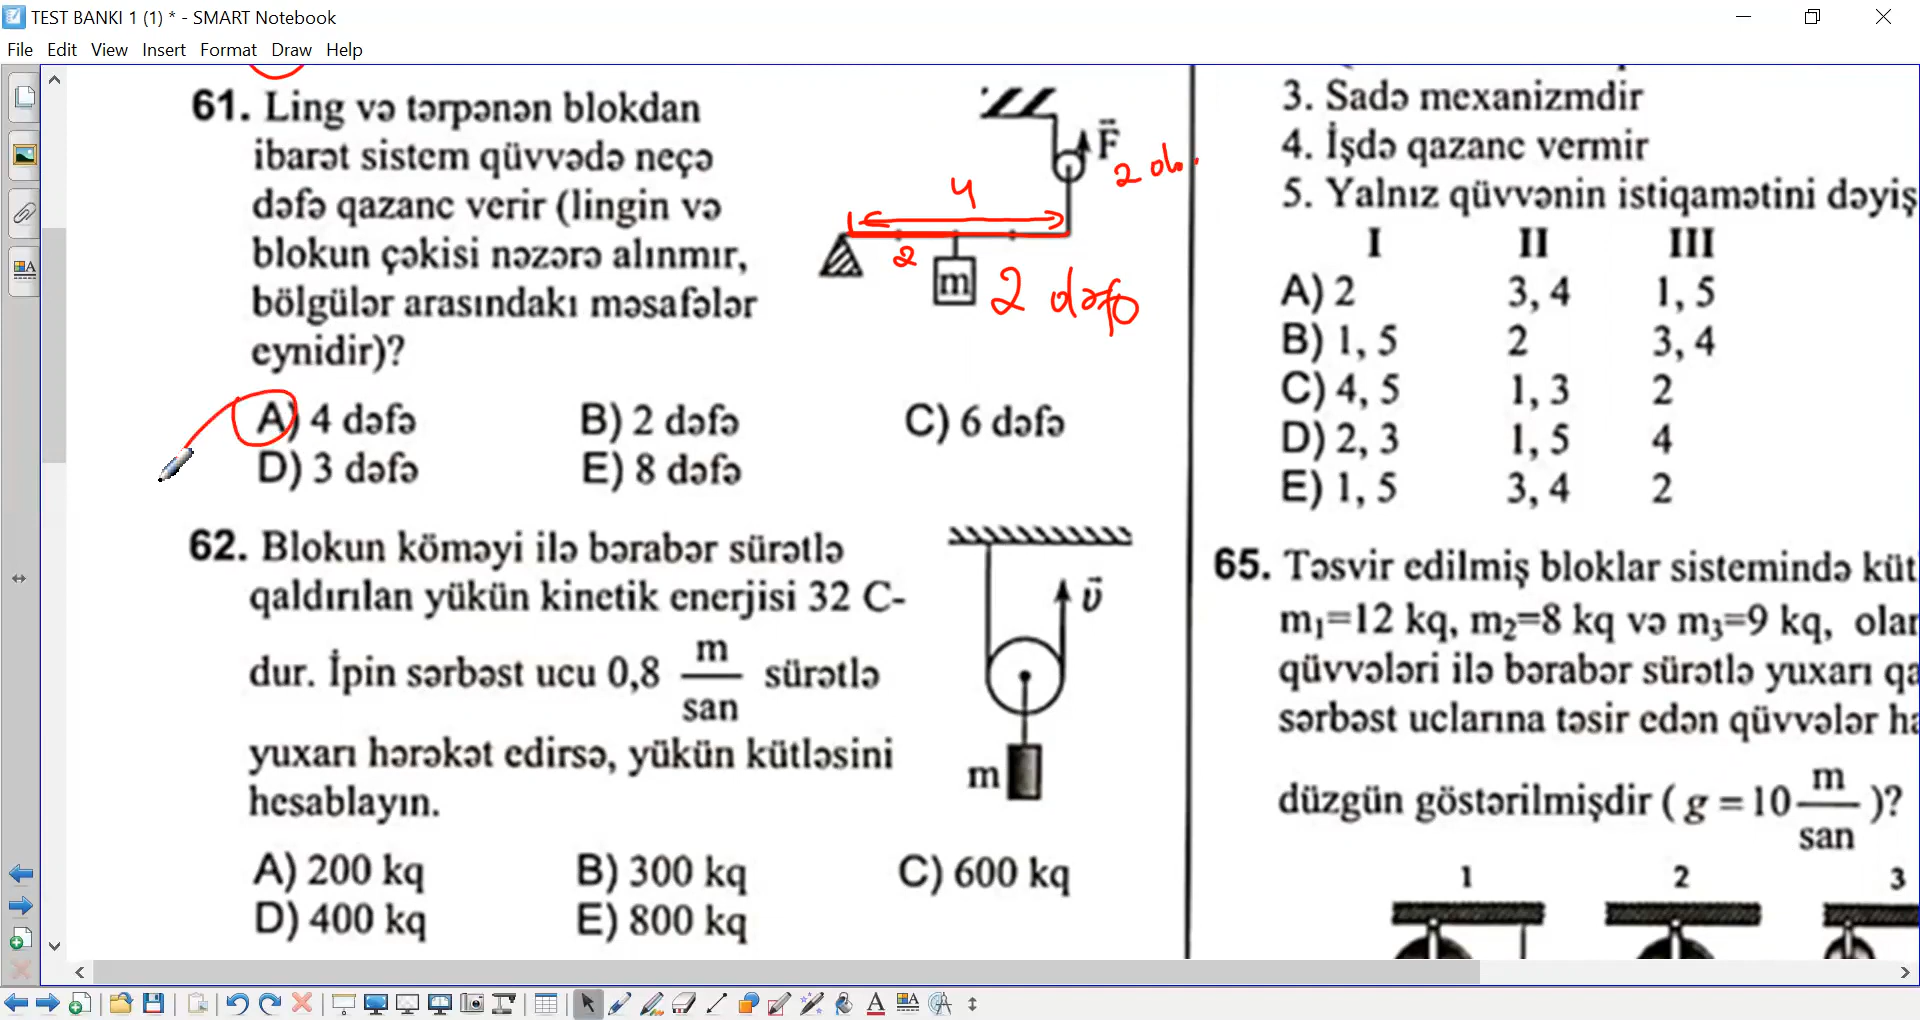 TEST BANKI 1 (1) * - SMART Notebook
File Edit View Insert Format Draw Help
61. Ling və tərpənən blokdan
ibarət sistem qüvvədə neçə
dəfə qazanc verir (lingin və
blokun çəkisi nəzərə alınmır,
bölgülər arasındakı məsafələr
eynidir)?
F
2 də.
4
2
m
2 dəfə
A) 4 dəfə B) 2 dəfə C) 6 dəfə
D) 3 dəfə E) 8 dəfə
62. Blokun köməyi ilə bərabər sürətlə
qaldırılan yükün kinetik enerjisi 32 C-
dur. İpin sərbəst ucu 0,8 m/san sürətlə
yuxarı hərəkət edirsə, yükün kütləsini
hesablayın.
υ
m
A) 200 kq B) 300 kq C) 600 kq
D) 400 kq E) 800 kq
3. Sadə mexanizmdir
4. İşdə qazanc vermir
5. Yalnız qüvvənin istiqamətini dəyiş
I II III
A) 2 3, 4 1, 5
B) 1, 5 2 3, 4
C) 4, 5 1, 3 2
D) 2, 3 1, 5 4
E) 1, 5 3, 4 2
65. Təsvir edilmiş bloklar sistemində küt
m₁=12 kq, m₂=8 kq və m₃=9 kq, olan
qüvvələri ilə bərabər sürətlə yuxarı qa
sərbəst uclarına təsir edən qüvvələr ha
düzgün göstərilmişdir ( g = 10 m/san )?
1 2 3